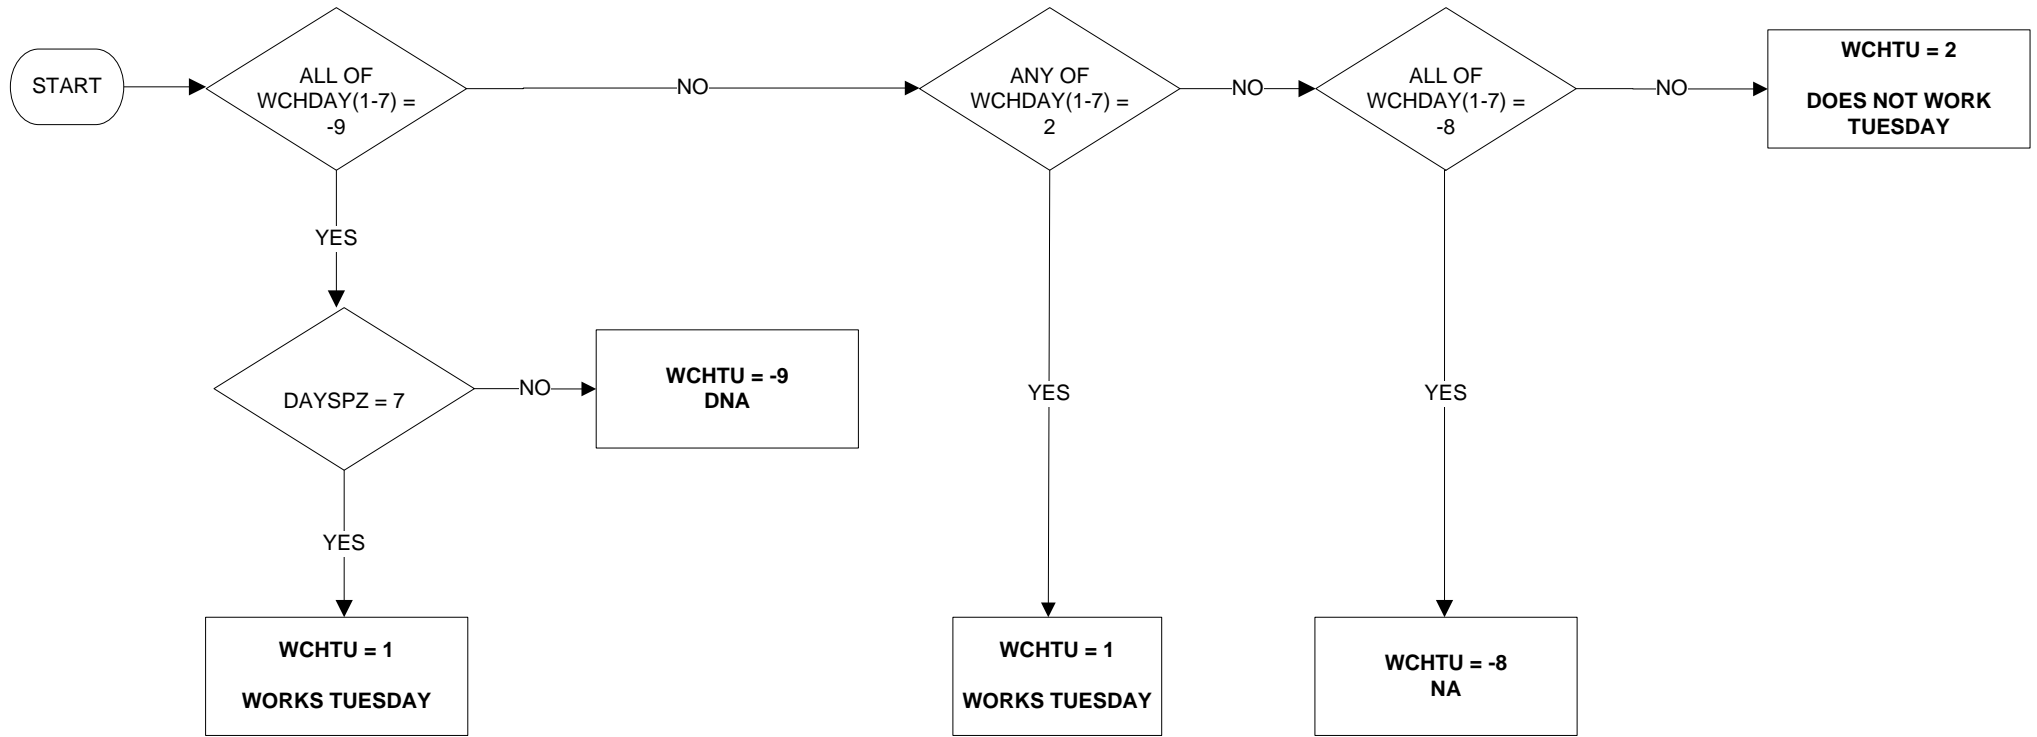 START
ALL OF
WCHDAY(1-7) =
-9
NO
ANY OF
WCHDAY(1-7) =
2
NO
ALL OF
WCHDAY(1-7) =
-8
NO
WCHTU = 2
DOES NOT WORK
TUESDAY
YES
DAYSPZ = 7
NO
WCHTU = -9
DNA
YES
YES
YES
WCHTU = 1
WORKS TUESDAY
WCHTU = 1
WORKS TUESDAY
WCHTU = -8
NA